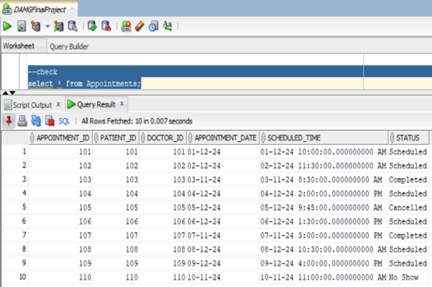 DAMGFinalProject
Worksheet Query Builder
--check
select * from Appointments;
Script Output Query Result
SQL | All Rows Fetched: 10 in 0.007 seconds
APPOINTMENT_ID PATIENT_ID DOCTOR_ID APPOINTMENT_DATE SCHEDULED_TIME STATUS
1 101 101 101 01-12-24 01-12-24 10:00:00.000000000 AM Scheduled
2 102 102 102 02-12-24 02-12-24 11:30:00.000000000 AM Scheduled
3 103 103 103 03-11-24 03-11-24 8:30:00.000000000 AM Completed
4 104 104 104 04-12-24 04-12-24 2:00:00.000000000 PM Scheduled
5 105 105 105 05-12-24 05-12-24 9:45:00.000000000 AM Cancelled
6 106 106 106 06-12-24 06-12-24 1:30:00.000000000 PM Scheduled
7 107 107 107 07-11-24 07-11-24 3:00:00.000000000 PM Completed
8 108 108 108 08-12-24 08-12-24 10:30:00.000000000 AM Scheduled
9 109 109 109 09-12-24 09-12-24 4:00:00.000000000 PM Scheduled
10 110 110 110 10-11-24 10-11-24 11:00:00.000000000 AM No Show